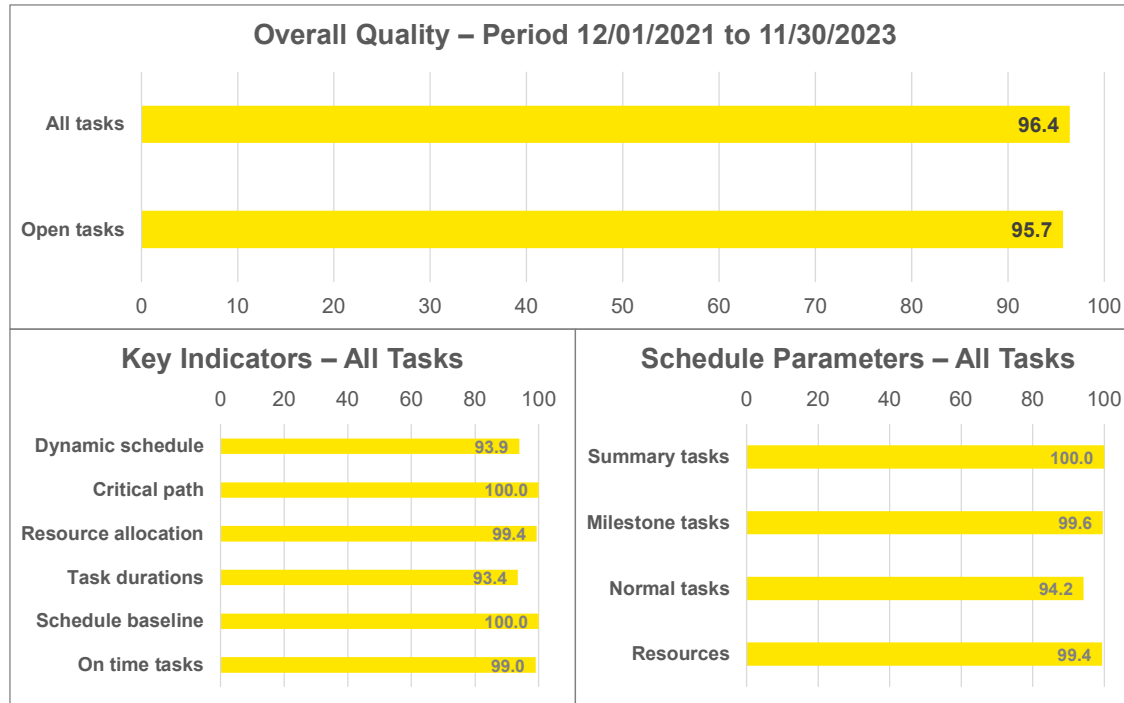 Overall Quality – Period 12/01/2021 to 11/30/2023
All tasks
96.4
Open tasks
95.7
0 10 20 30 40 50 60 70 80 90 100
Key Indicators – All Tasks
0 20 40 60 80 100
Dynamic schedule
93.9
Critical path
100.0
Resource allocation
99.4
Task durations
93.4
Schedule baseline
100.0
On time tasks
99.0
Schedule Parameters – All Tasks
0 20 40 60 80 100
Summary tasks
100.0
Milestone tasks
99.6
Normal tasks
94.2
Resources
99.4